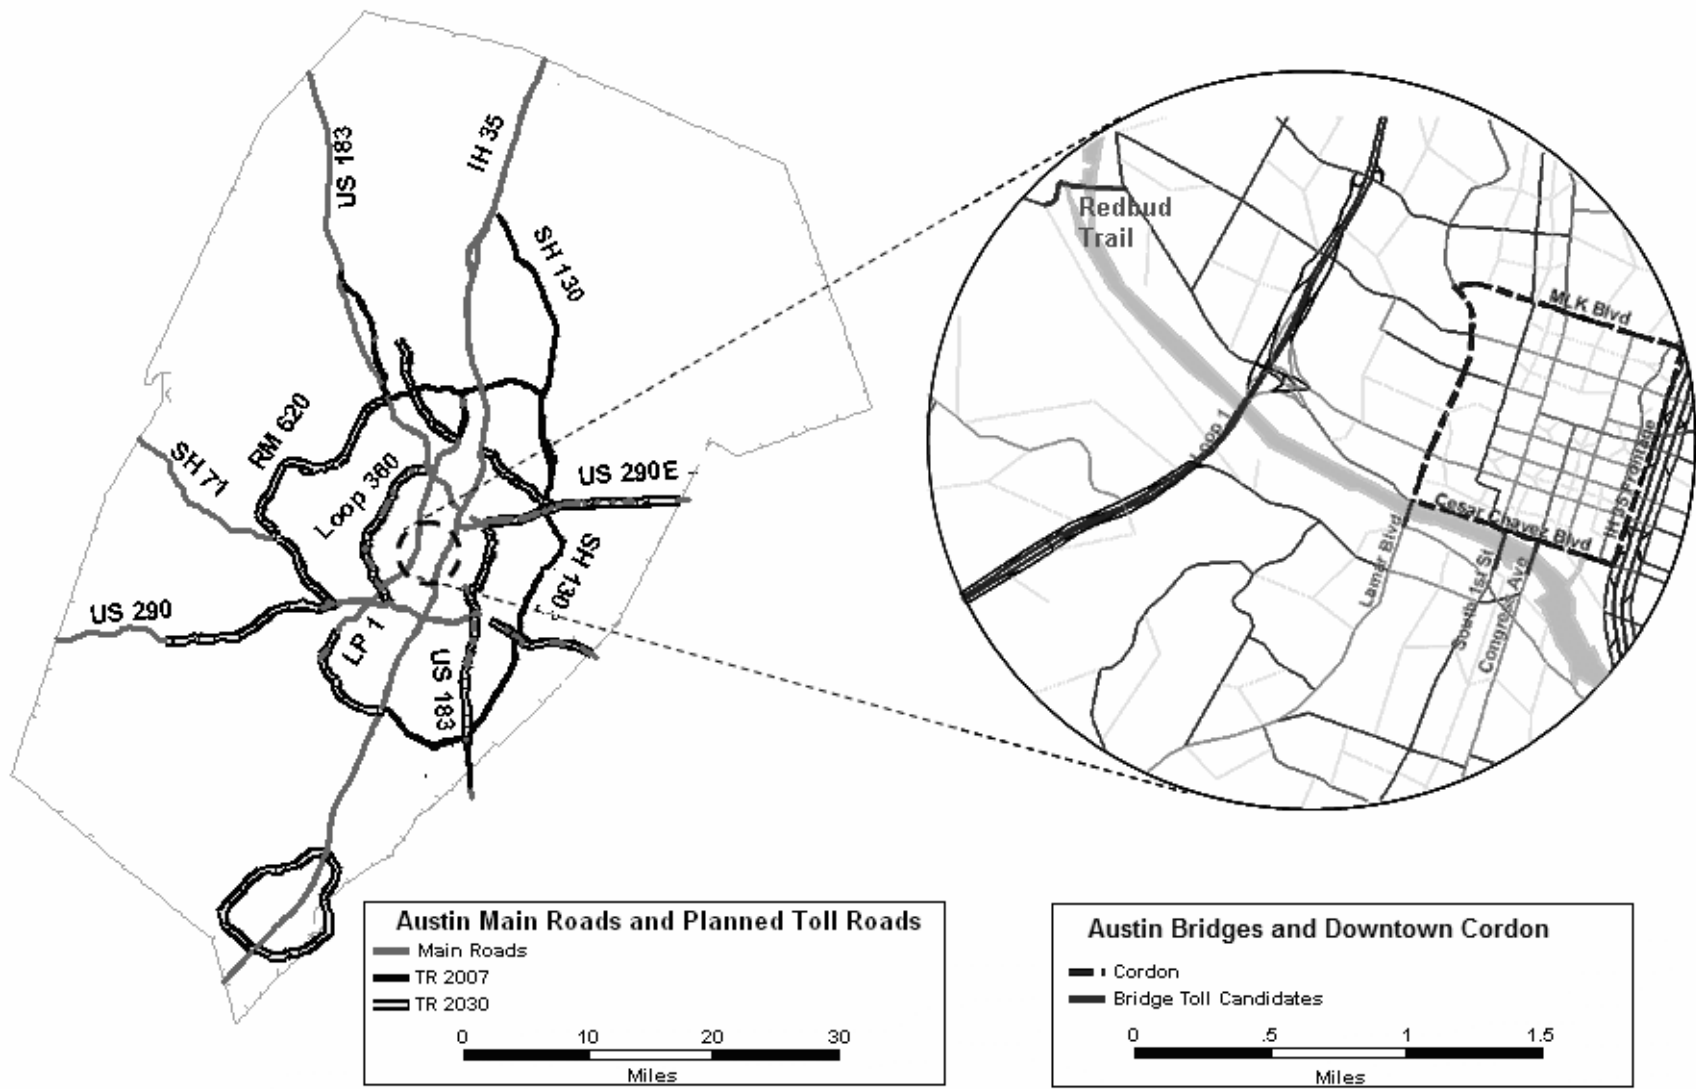 US 183
IH 35
SH 130
RM 620
SH 71
Loop 360
US 290E
SH 130
US 290
LP 1
US 183
Redbud
Trail
MLK Blvd
Loop 1
IH 35 Frontage
Cesar Chavez Blvd
Lamar Blvd
South 1st St
Congress Ave
Austin Main Roads and Planned Toll Roads
Main Roads
TR 2007
TR 2030
0 10 20 30
Miles
Austin Bridges and Downtown Cordon
Cordon
Bridge Toll Candidates
0 .5 1 1.5
Miles